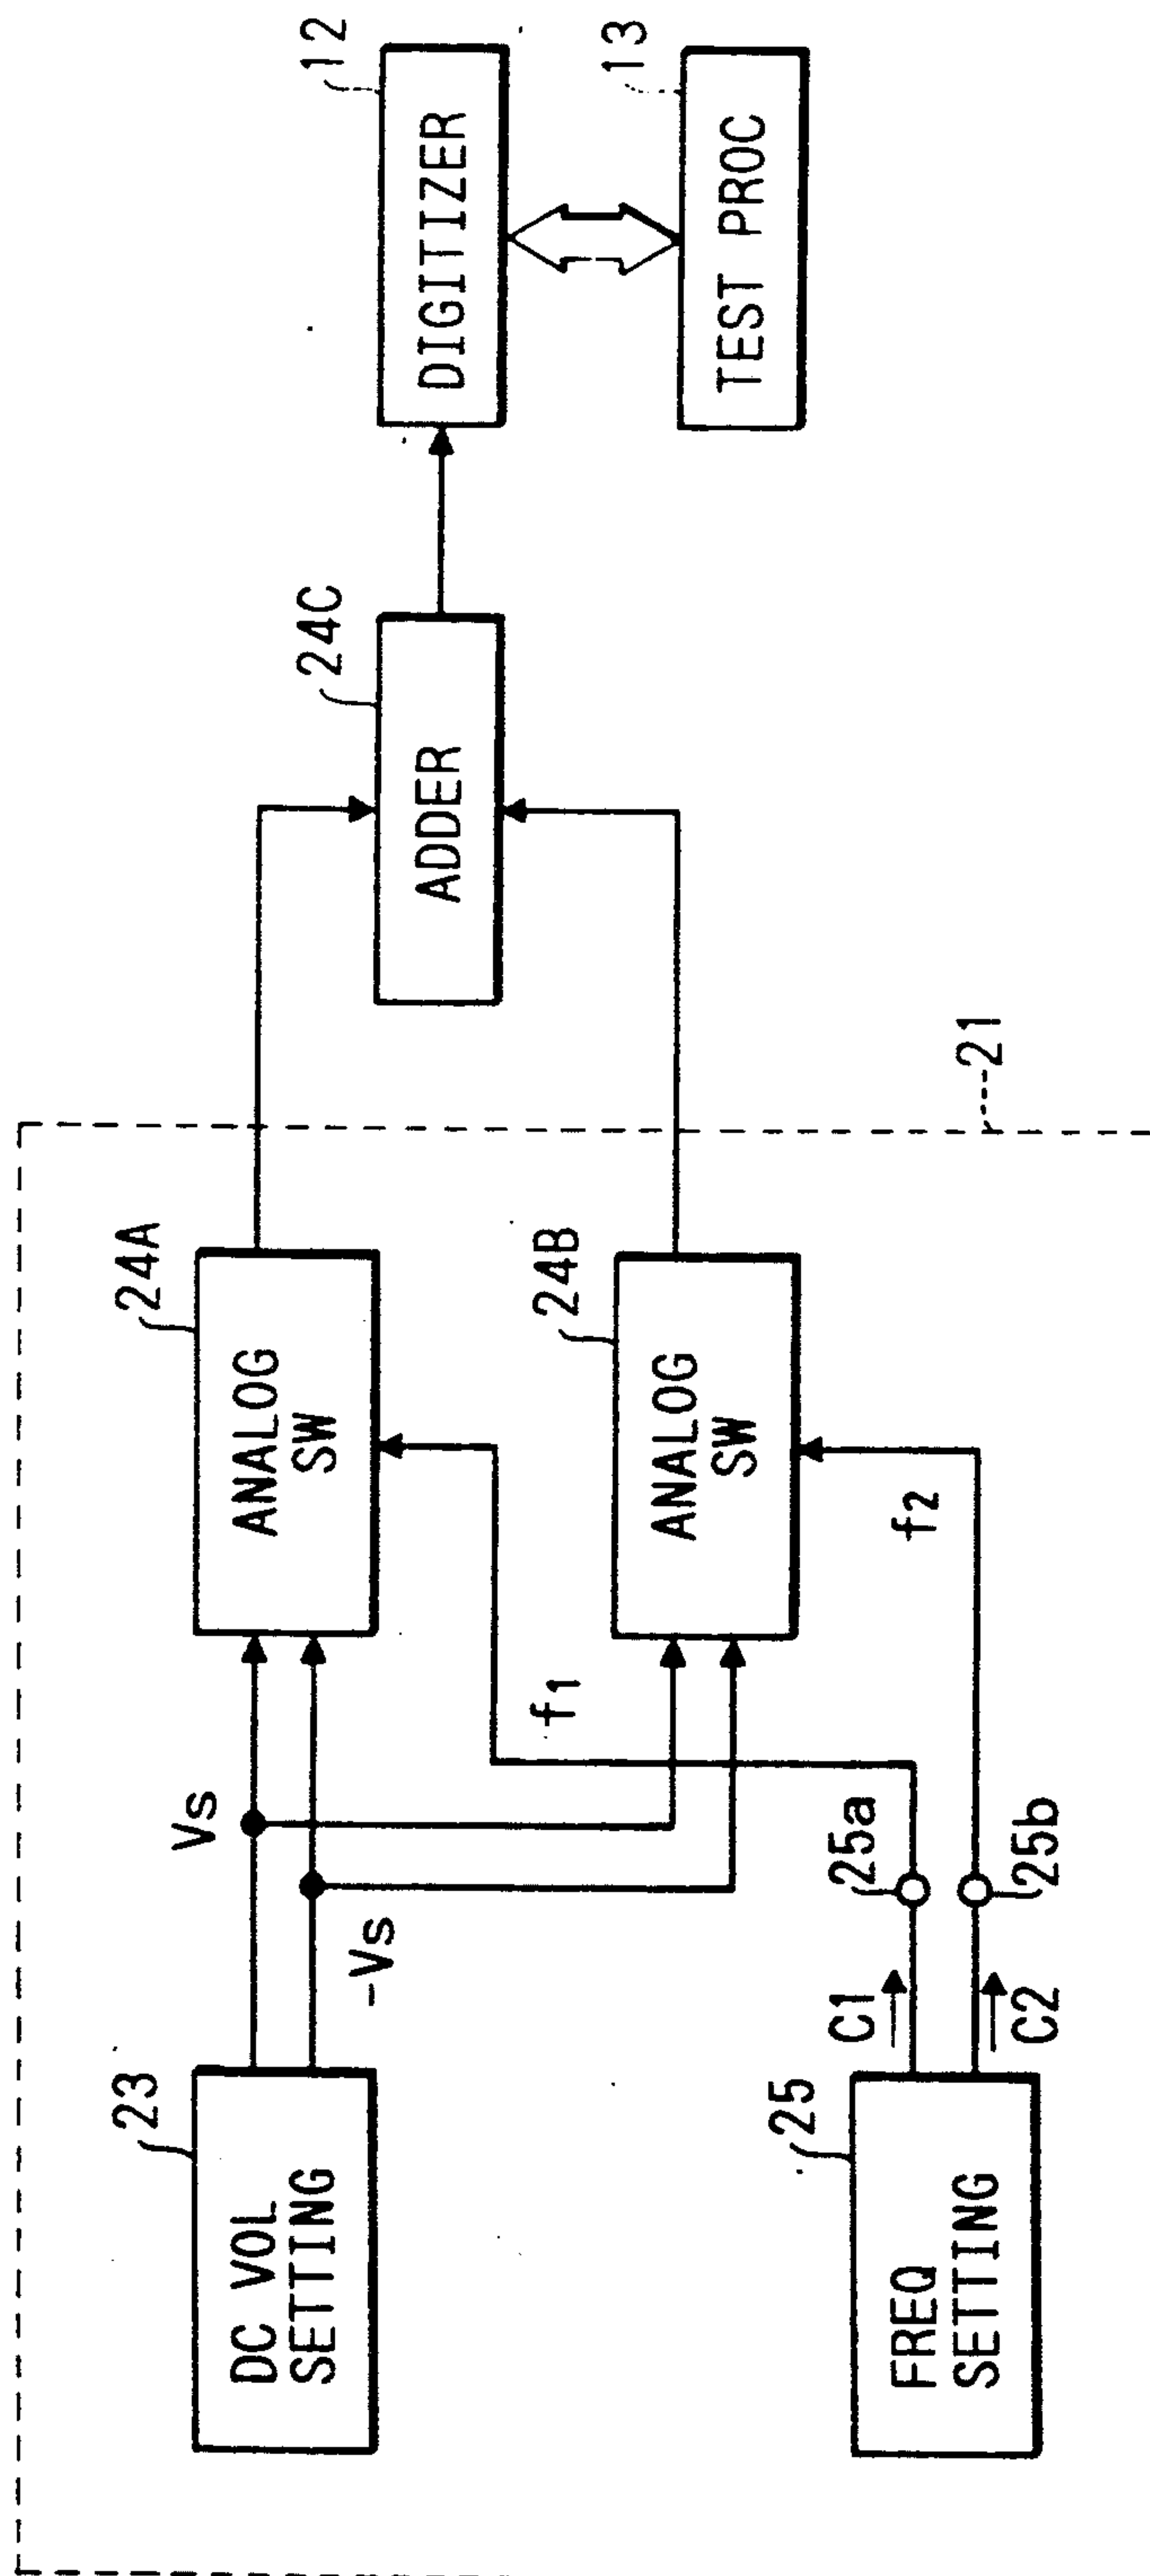 23
DC VOL
SETTING
Vs
-Vs
24A
ANALOG
SW
f1
24B
ANALOG
SW
f2
25
FREQ
SETTING
C1
C2
25a
25b
21
24C
ADDER
12
DIGITIZER
13
TEST PROC